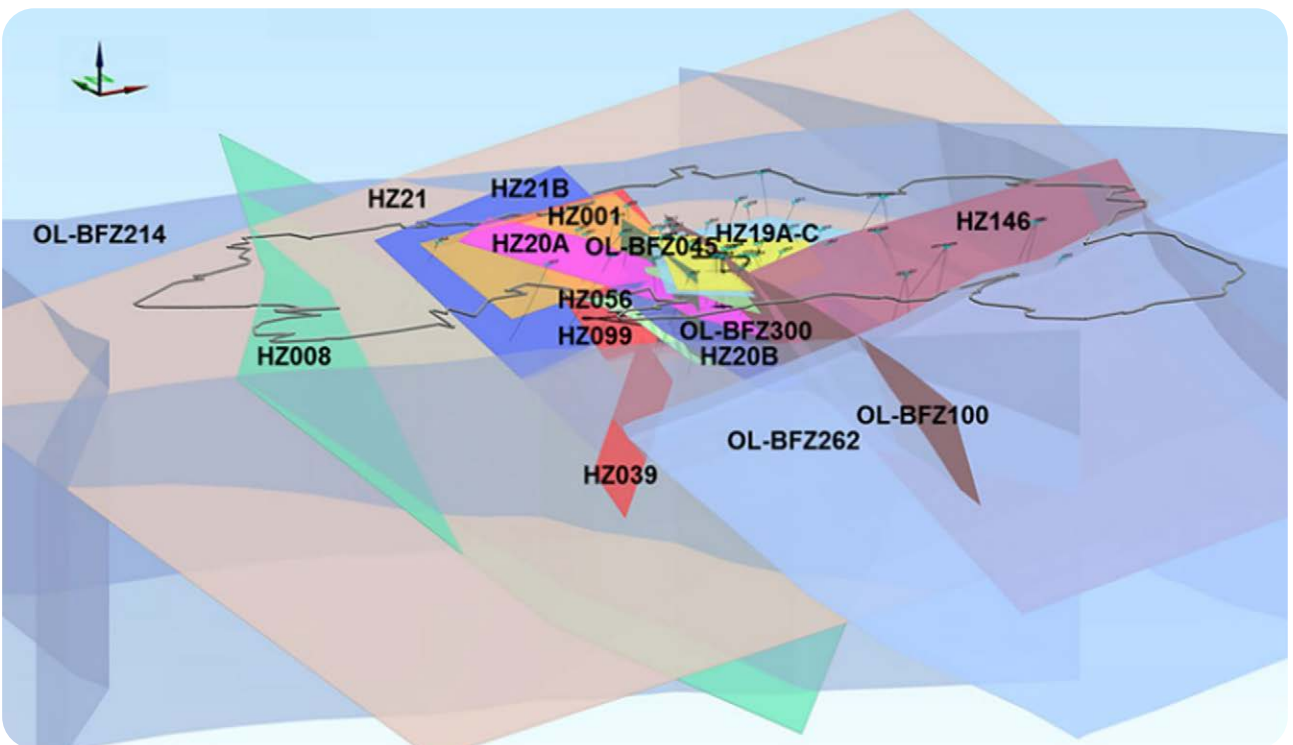 HZ21B
HZ21
HZ001
HZ146
OL-BFZ214
HZ19A-C
HZ20A
OL-BFZ045
HZ056
OL-BFZ300
HZ099
HZ008
HZ20B
OL-BFZ100
OL-BFZ262
HZ039